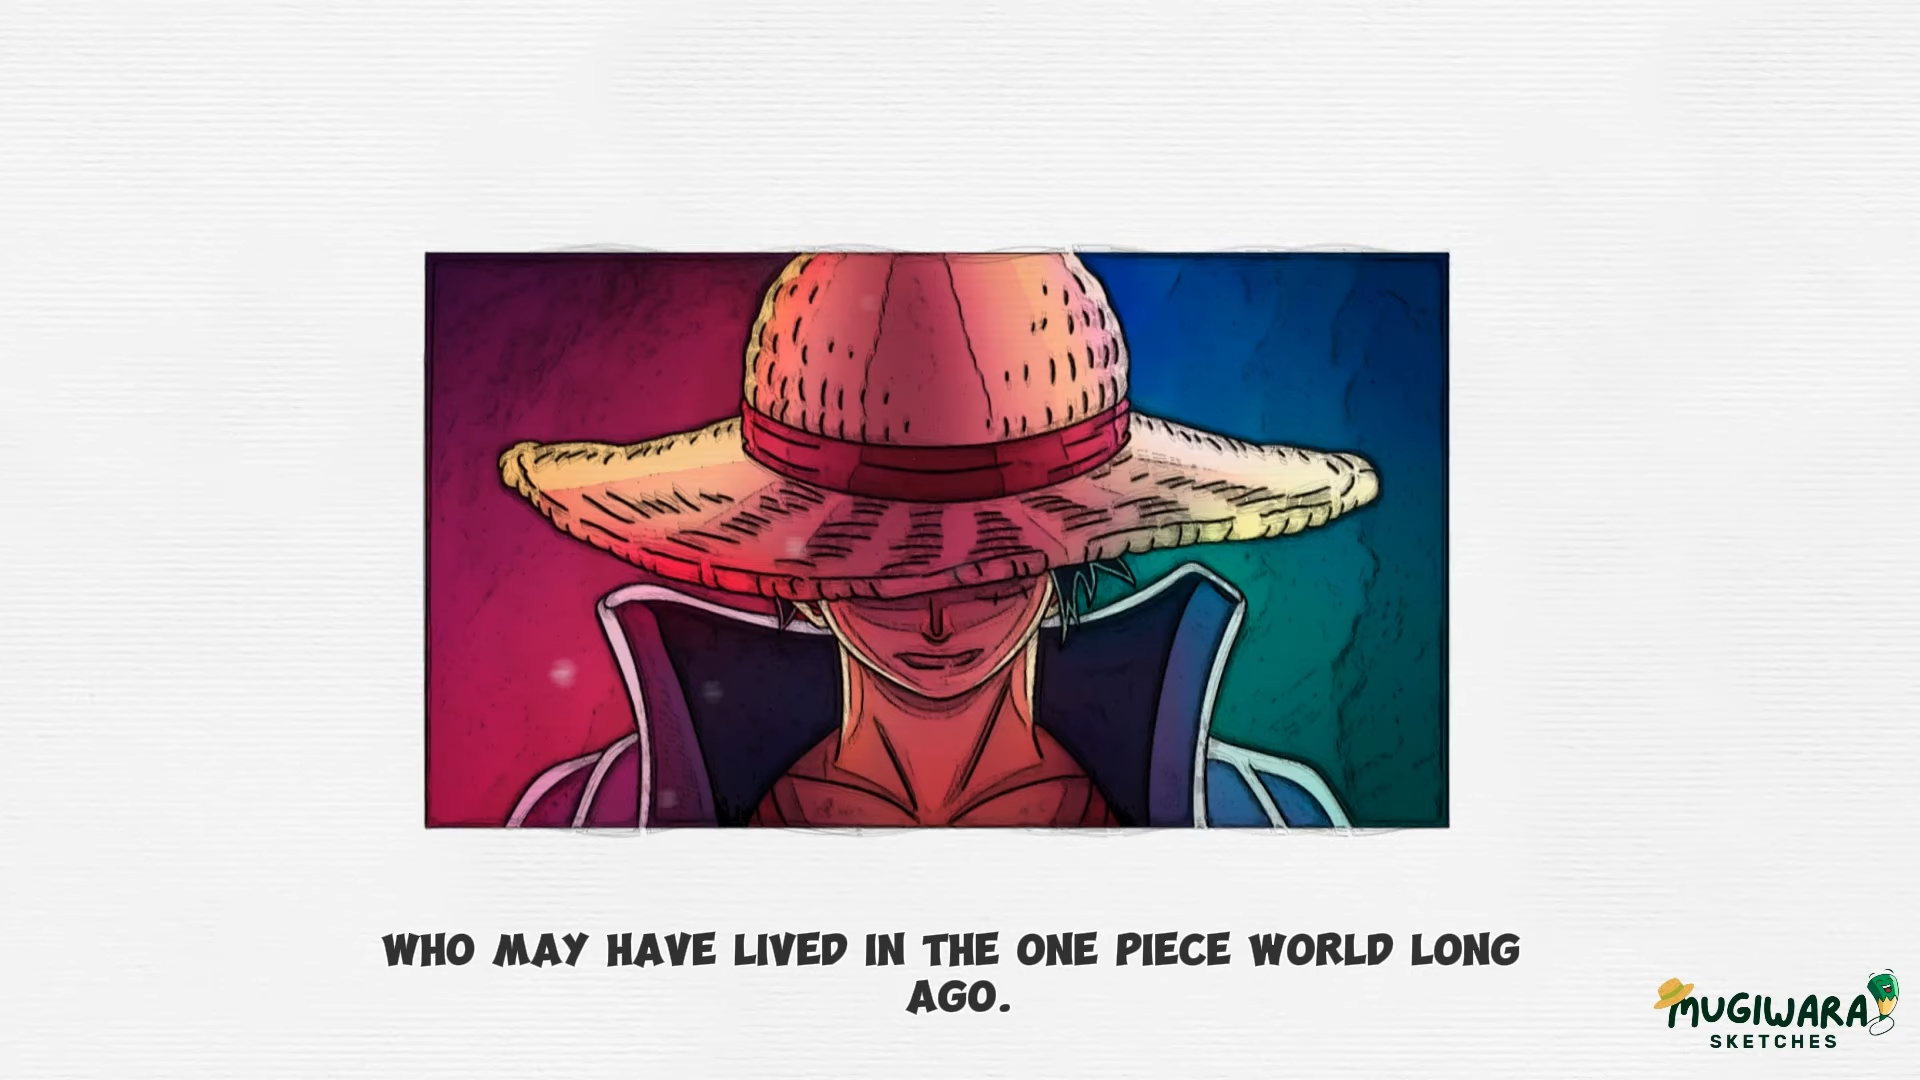 WHO MAY HAVE LIVED IN THE ONE PIECE WORLD LONG
AGO.
MUGIWARA
SKETCHES